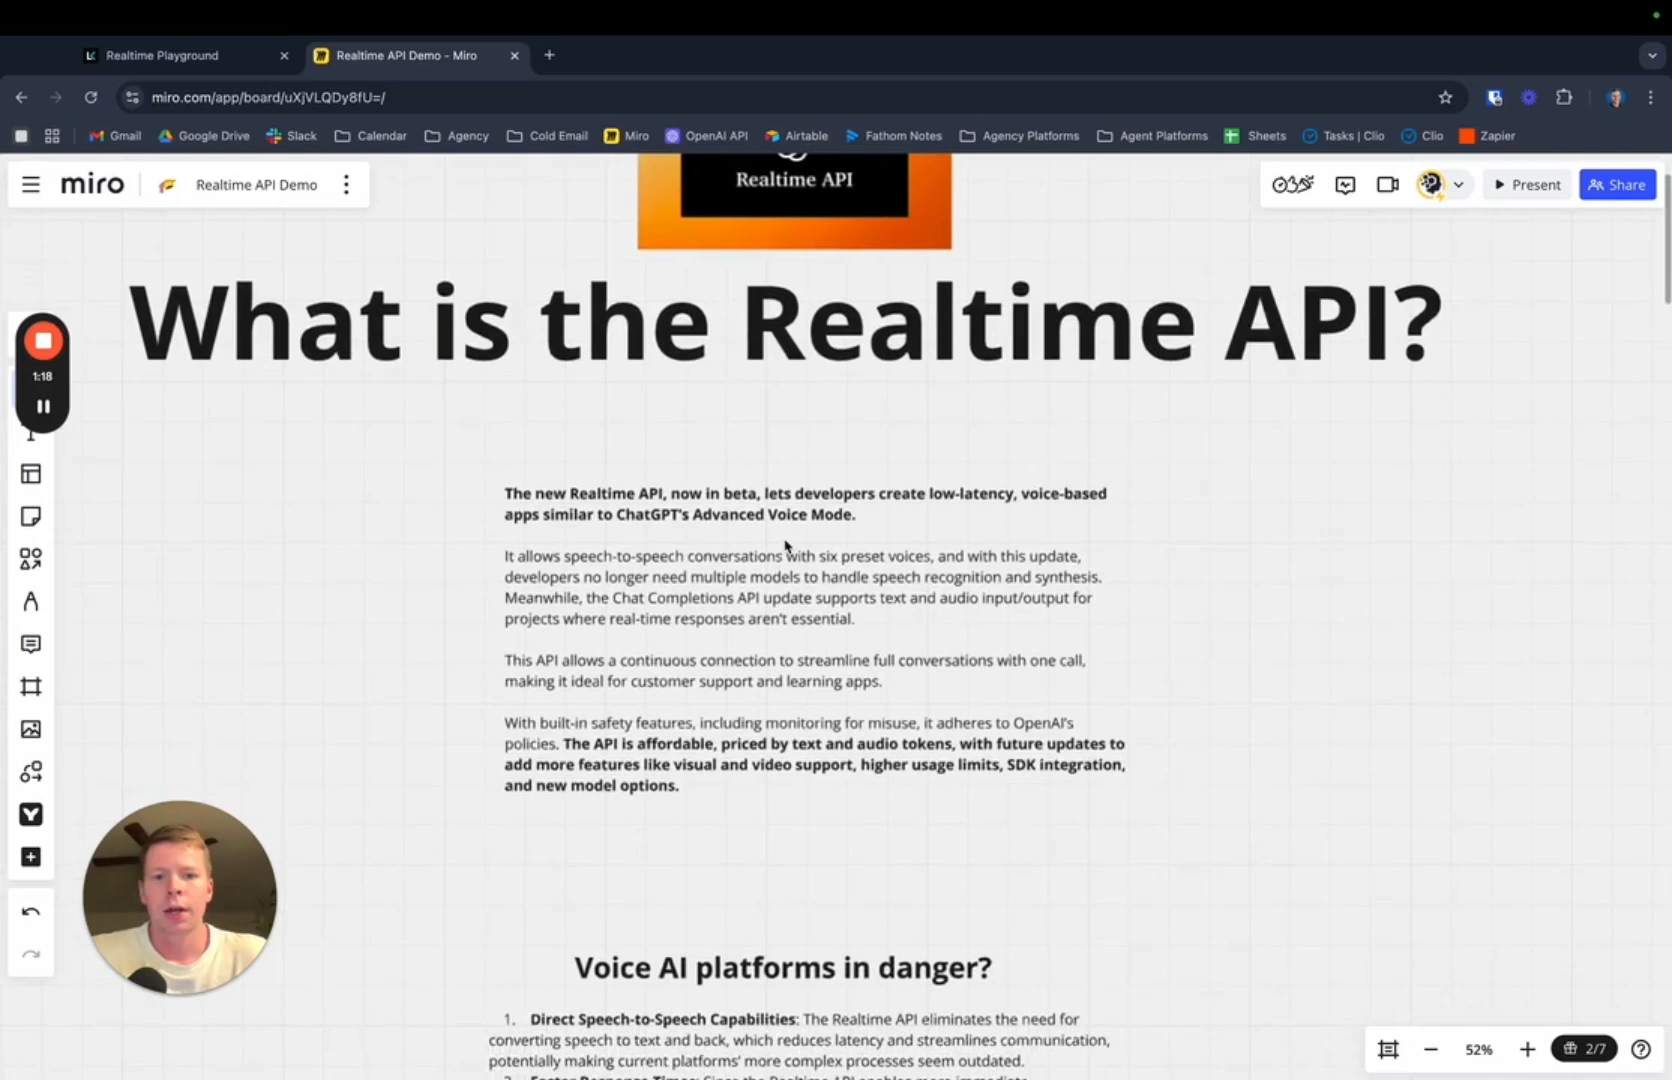 Realtime Playground
Realtime API Demo - Miro
miro.com/app/board/uXjVLQDy8fU=/
Gmail
Google Drive
Slack
Calendar
Agency
Cold Email
Miro
OpenAI API
Airtable
Fathom Notes
Agency Platforms
Agent Platforms
Sheets
Tasks | Clio
Clio
Zapier
miro
Realtime API Demo
Realtime API
Present
Share
What is the Realtime API?
1:18
The new Realtime API, now in beta, lets developers create low-latency, voice-based
apps similar to ChatGPT's Advanced Voice Mode.
It allows speech-to-speech conversations with six preset voices, and with this update,
developers no longer need multiple models to handle speech recognition and synthesis.
Meanwhile, the Chat Completions API update supports text and audio input/output for
projects where real-time responses aren't essential.
This API allows a continuous connection to streamline full conversations with one call,
making it ideal for customer support and learning apps.
With built-in safety features, including monitoring for misuse, it adheres to OpenAI's
policies. The API is affordable, priced by text and audio tokens, with future updates to
add more features like visual and video support, higher usage limits, SDK integration,
and new model options.
Voice AI platforms in danger?
1. Direct Speech-to-Speech Capabilities: The Realtime API eliminates the need for
converting speech to text and back, which reduces latency and streamlines communication,
potentially making current platforms' more complex processes seem outdated.
2. Faster Response Times: Since the Realtime API enables more immediate
52%
2/7